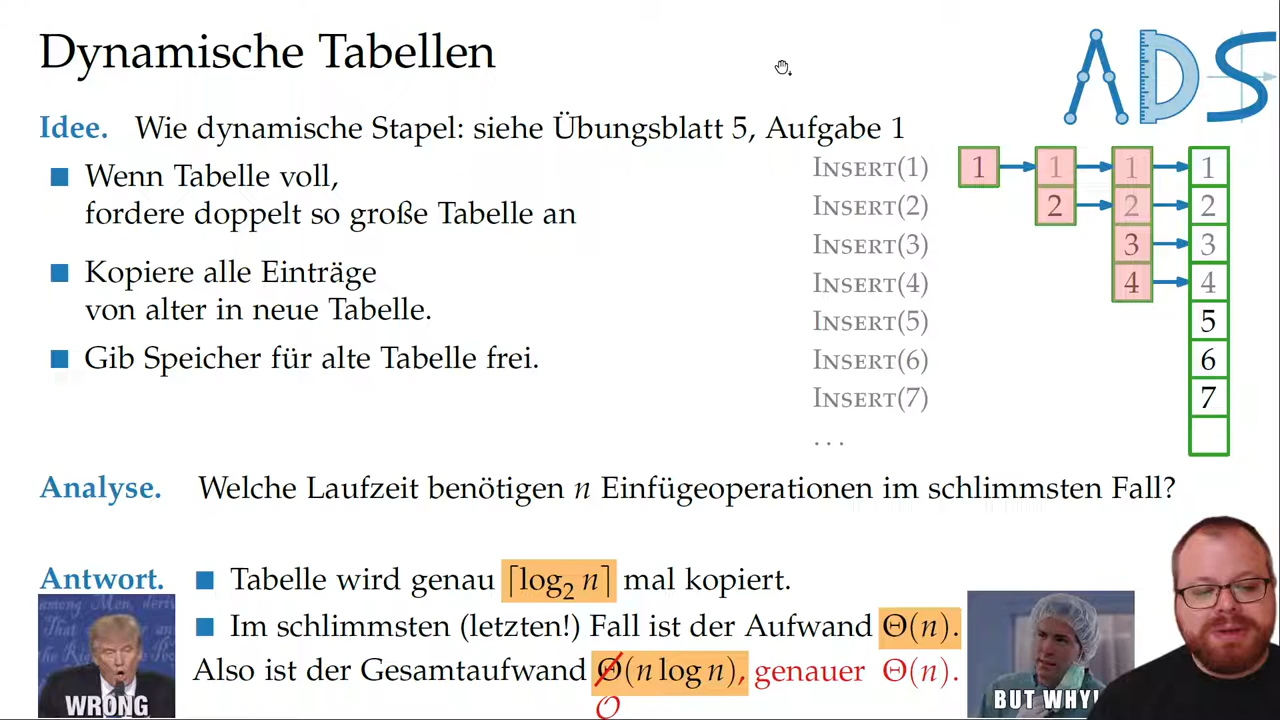 Dynamische Tabellen
ADS
Idee. Wie dynamische Stapel: siehe Übungsblatt 5, Aufgabe 1
Wenn Tabelle voll,
fordere doppelt so große Tabelle an
Kopiere alle Einträge
von alter in neue Tabelle.
Gib Speicher für alte Tabelle frei.
INSERT(1) 1 1 1 1
INSERT(2) 2 2 2
INSERT(3) 3 3
INSERT(4) 4 4
INSERT(5) 5
INSERT(6) 6
INSERT(7) 7
...
Analyse. Welche Laufzeit benötigen n Einfügeoperationen im schlimmsten Fall?
Antwort. Tabelle wird genau ⌈log₂ n⌉ mal kopiert.
Im schlimmsten (letzten!) Fall ist der Aufwand Θ(n).
Also ist der Gesamtaufwand Θ(n log n), genauer Θ(n).
O
WRONG
BUT WHY!